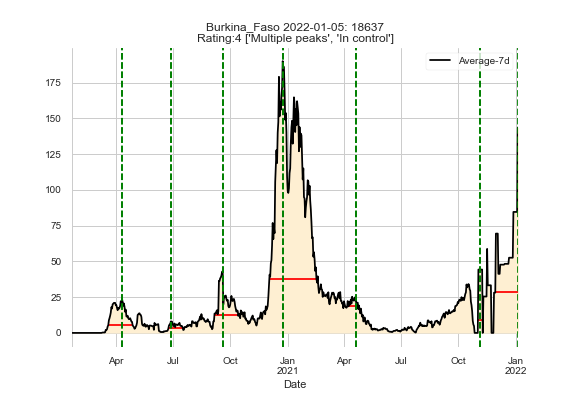 Burkina_Faso 2022-01-05: 18637
Rating:4 ['Multiple peaks', 'In control']
Average-7d
175
150
125
100
75
50
25
0
Apr Jul Oct Jan Apr Jul Oct Jan
2021 2022
Date